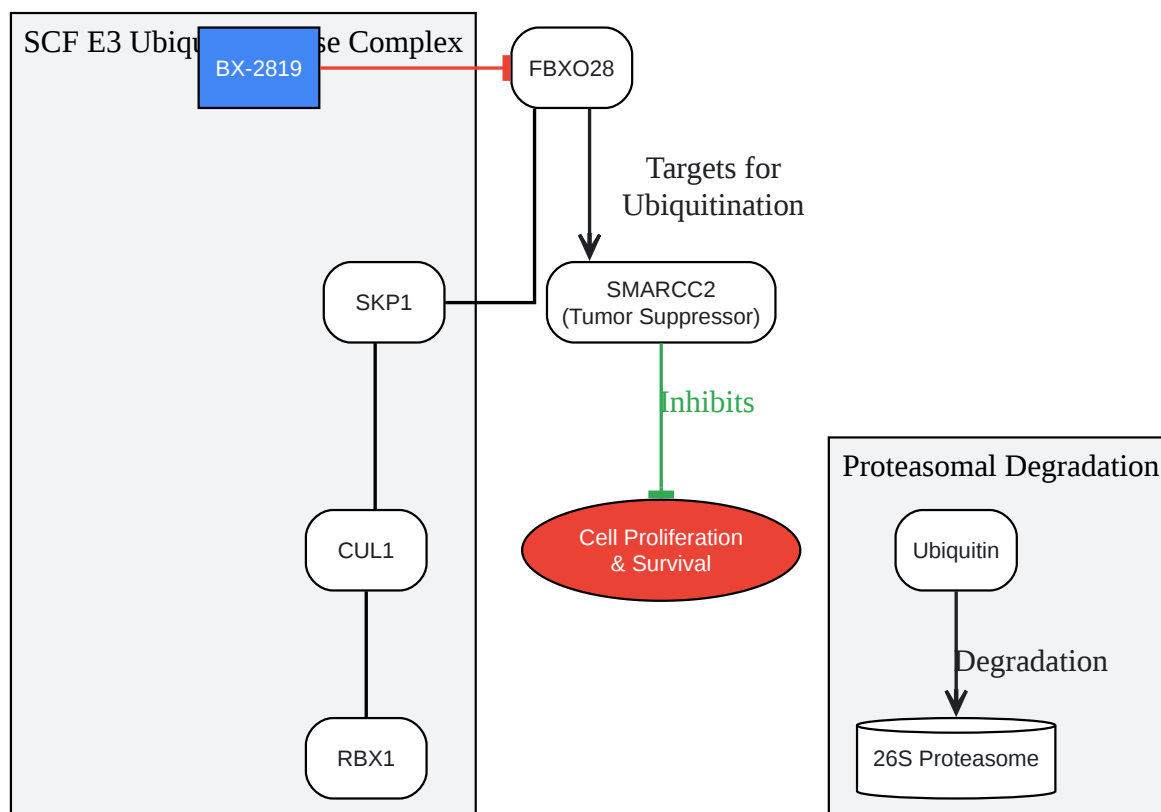 SCF E3 Ubiqu se Complex
BX-2819
FBXO28
Targets for
Ubiquitination
SKP1
SMARCC2
(Tumor Suppressor)
Inhibits
Proteasomal Degradation
CUL1
Cell Proliferation
& Survival
Ubiquitin
Degradation
RBX1
26S Proteasome